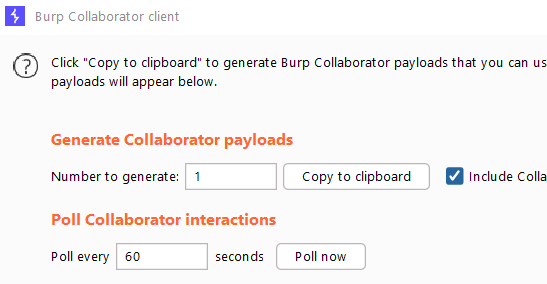 Burp Collaborator client
Click "Copy to clipboard" to generate Burp Collaborator payloads that you can us
payloads will appear below.
Generate Collaborator payloads
Number to generate: 1 Copy to clipboard Include Colla
Poll Collaborator interactions
Poll every 60 seconds Poll now